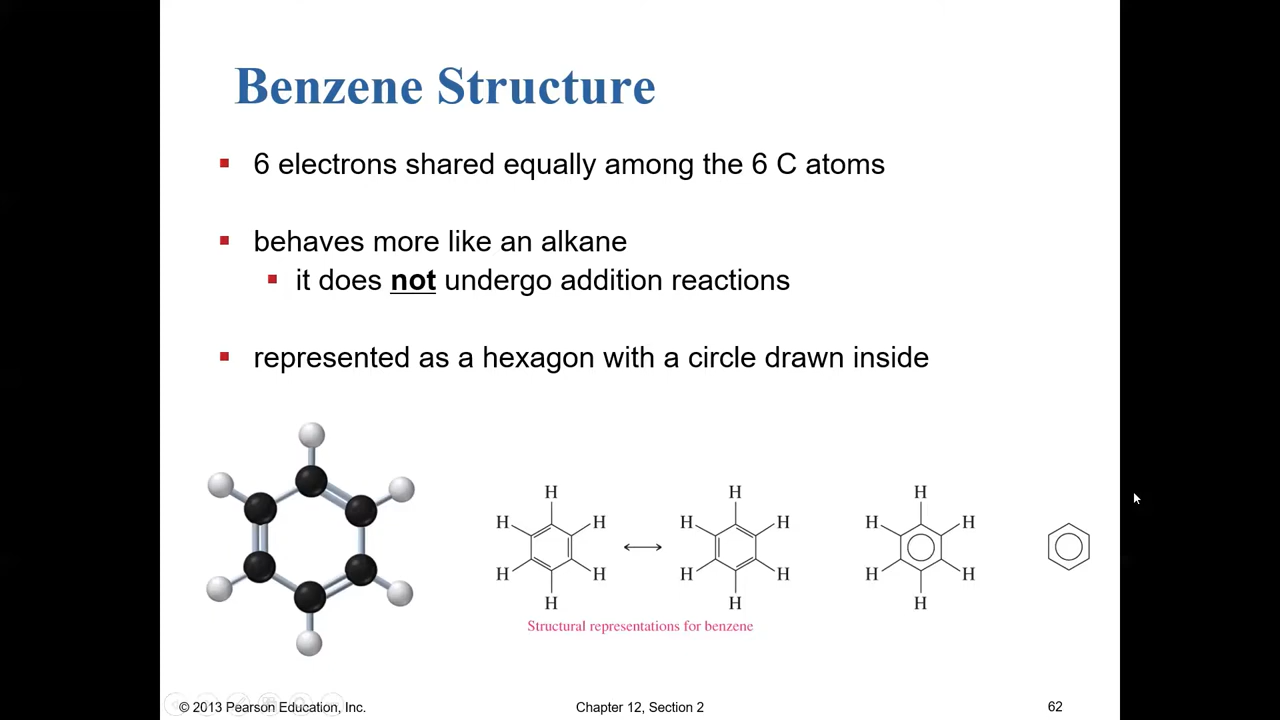 Benzene Structure
6 electrons shared equally among the 6 C atoms
behaves more like an alkane
it does not undergo addition reactions
represented as a hexagon with a circle drawn inside
H H H
H H H H H H
H H H H H H
H H H
Structural representations for benzene
© 2013 Pearson Education, Inc. Chapter 12, Section 2 62